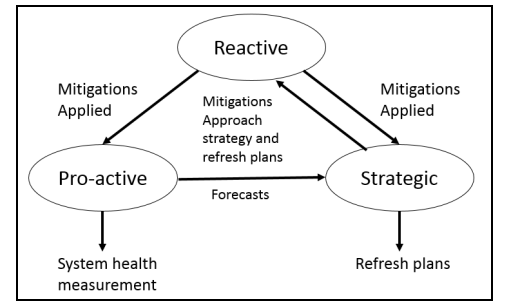 Reactive
Mitigations
Applied
Mitigations
Approach
strategy and
refresh plans
Mitigations
Applied
Pro-active
Forecasts
Strategic
System health
measurement
Refresh plans